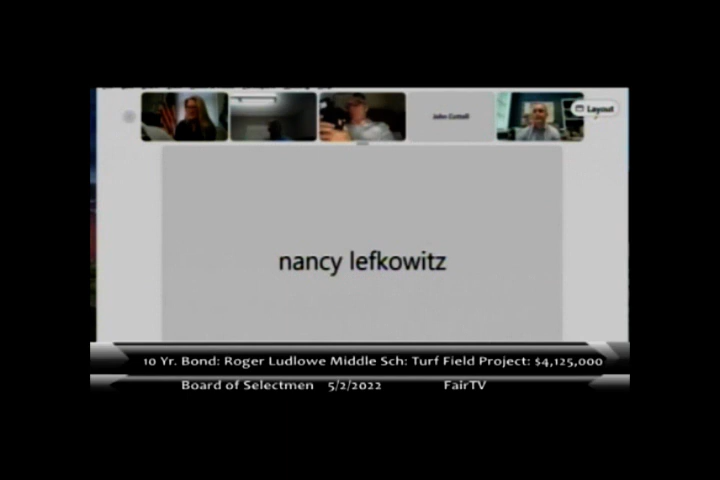 John Cottell
Layout
nancy lefkowitz
10 Yr. Bond: Roger Ludlowe Middle Sch: Turf Field Project: $4,125,000
Board of Selectmen 5/2/2022 FairTV